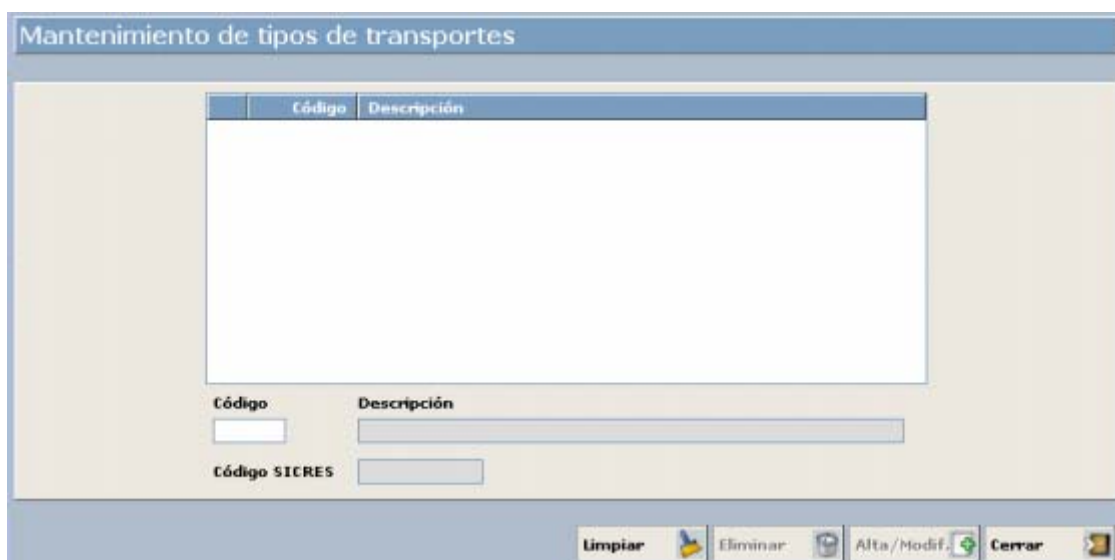 Mantenimiento de tipos de transportes
Código Descripción
Código Descripción
Código SICRES
Limpiar Eliminar Alta/Modif. Cerrar